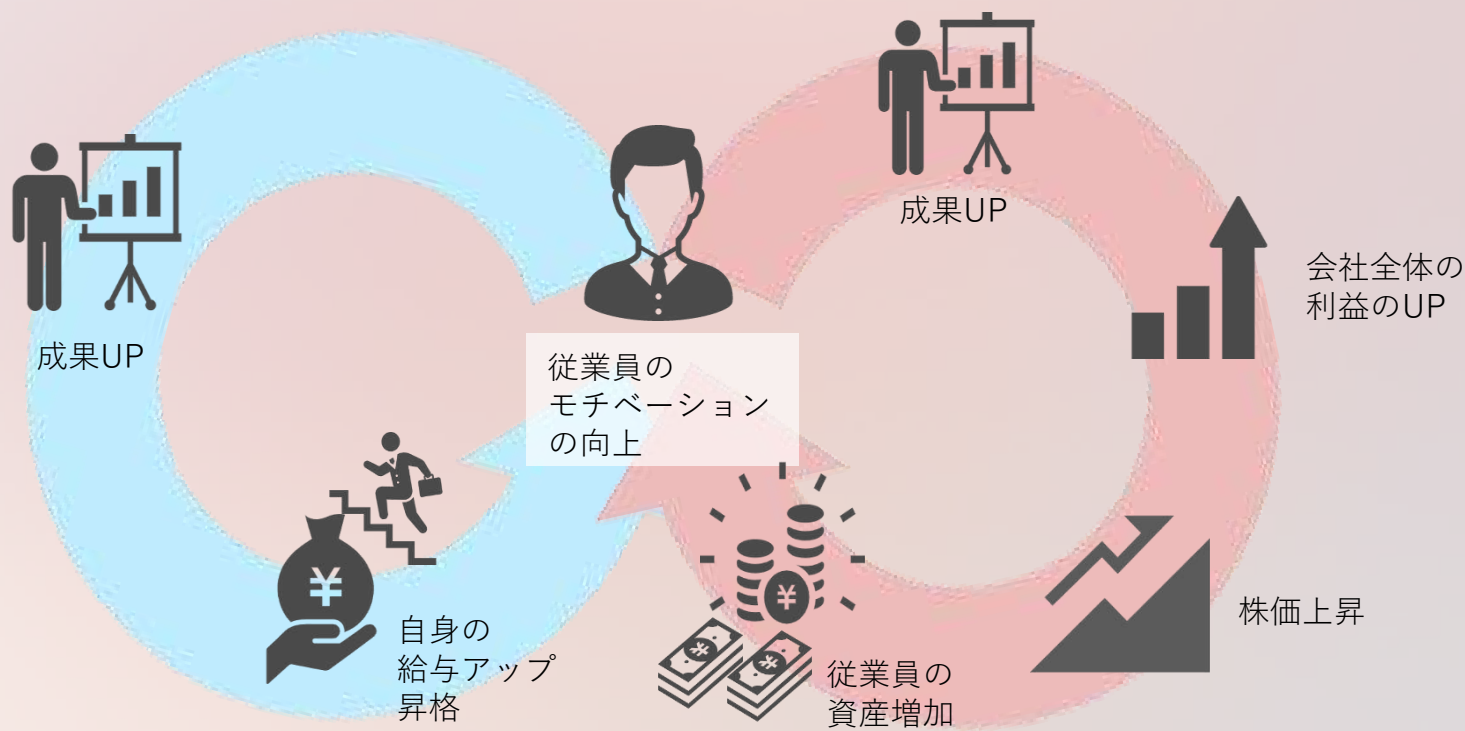 成果UP
会社全体の
利益のUP
成果UP
従業員の
モチベーション
の向上
¥
自身の
給与アップ
昇格
¥
¥
¥
従業員の
資産増加
株価上昇